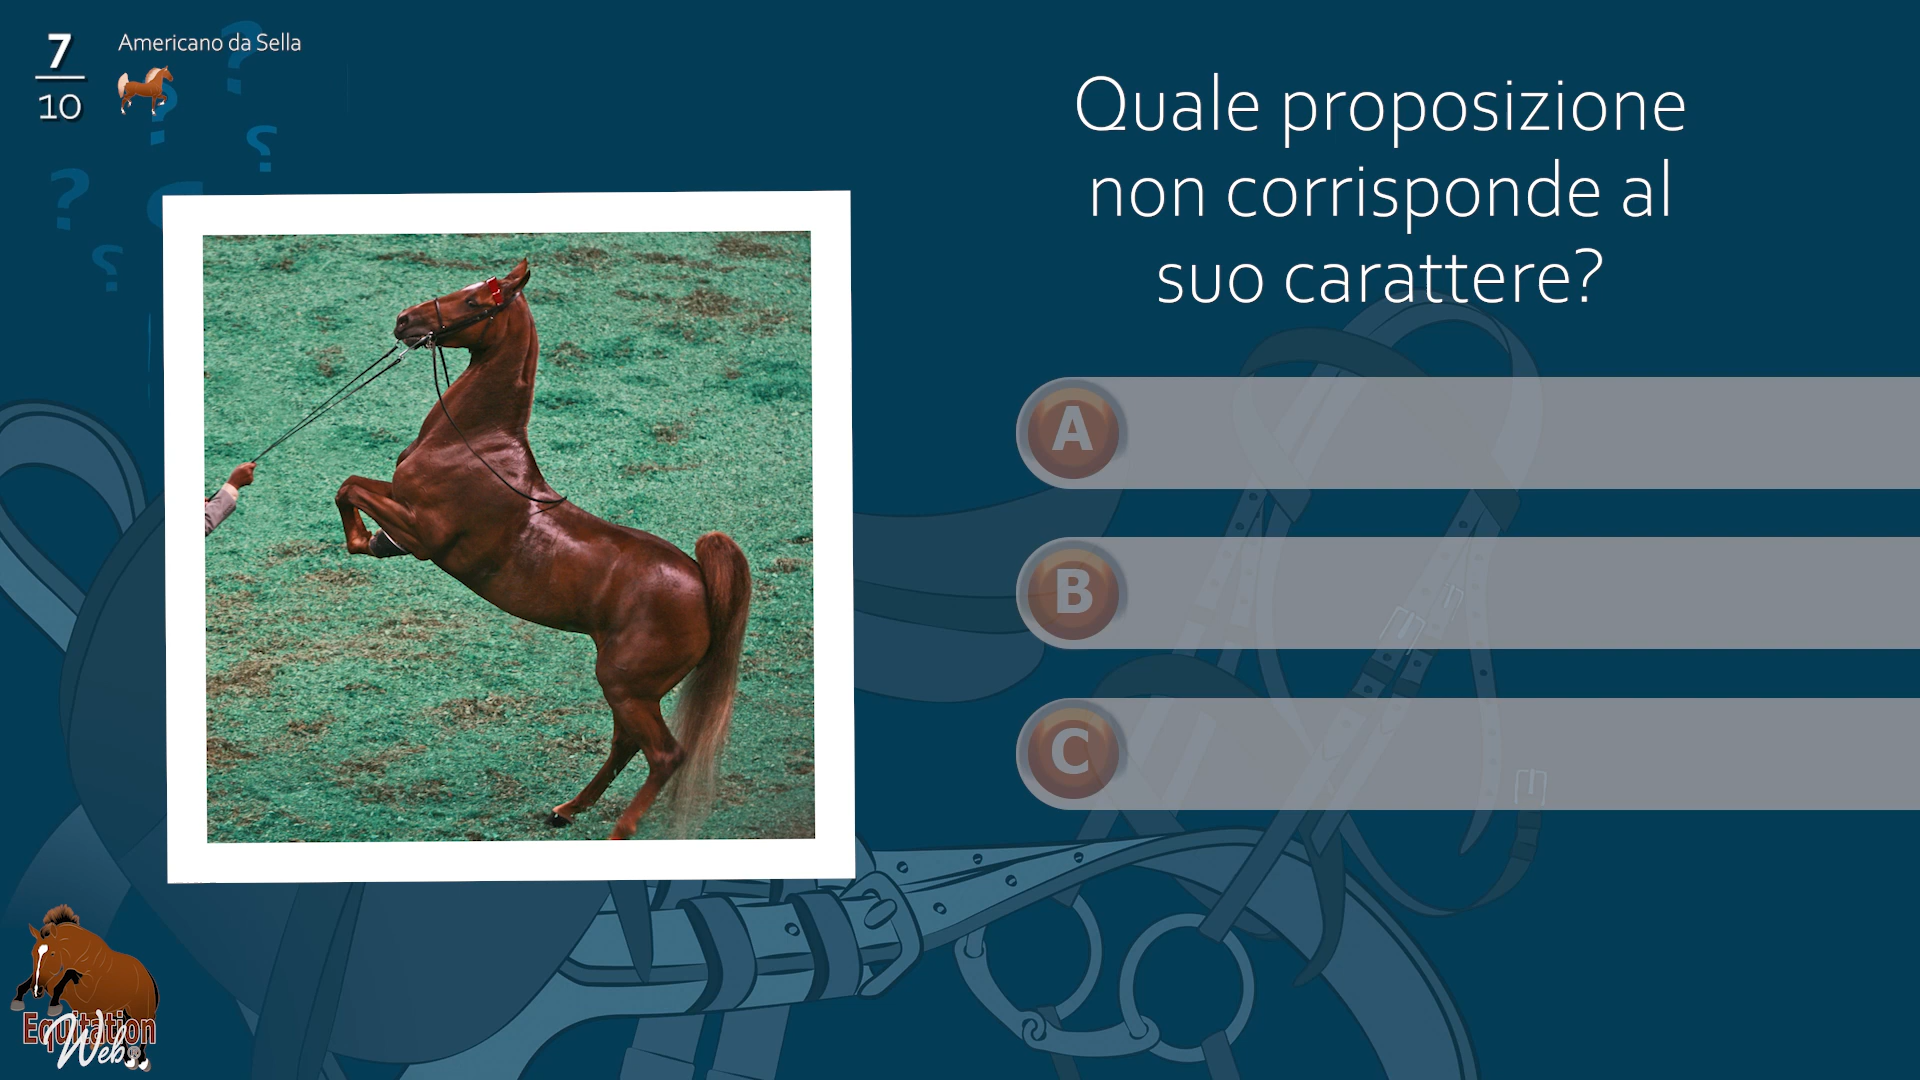 7
10
Americano da Sella
Quale proposizione
non corrisponde al
suo carattere?
A
B
C
Equitation
Web